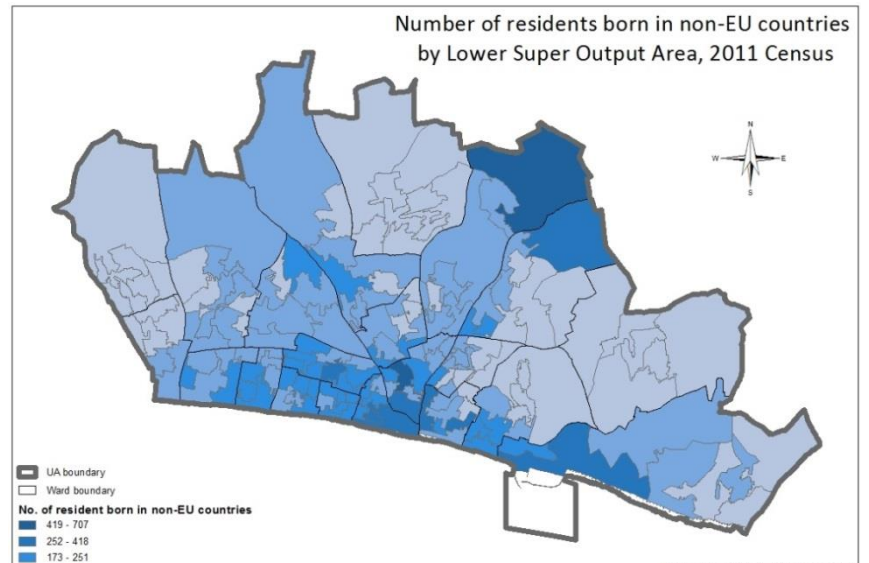 Number of residents born in non-EU countries
by Lower Super Output Area, 2011 Census
N
W
E
S
UA boundary
Ward boundary
No. of resident born in non-EU countries
419 - 707
252 - 418
173 - 251